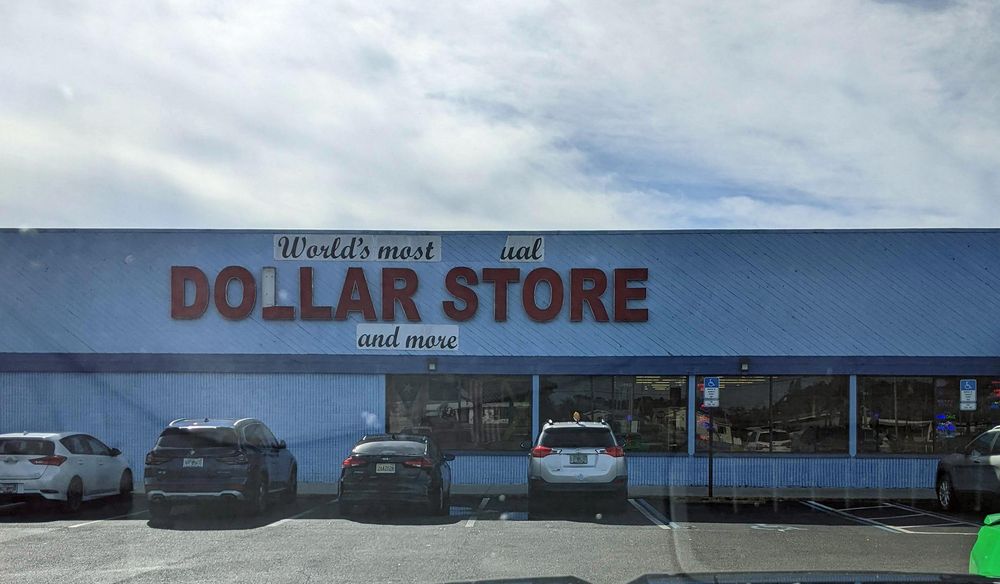 World's most ual
DOLLAR STORE
and more